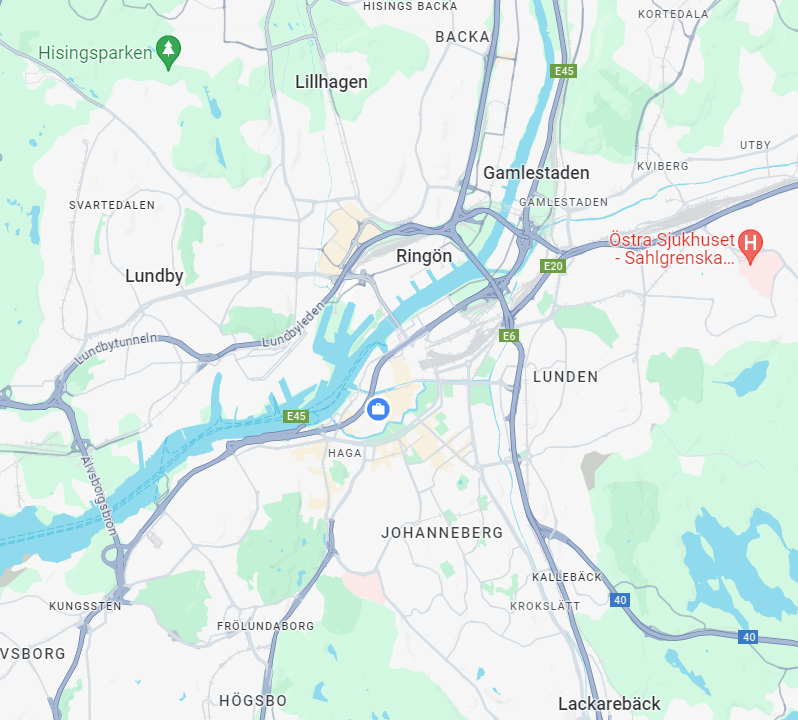 HISINGS BACKA
KORTEDALA
BACKA
Hisingsparken
E45
Lillhagen
UTBY
KVIBERG
Gamlestaden
SVARTEDALEN
GAMLESTADEN
Östra Sjukhuset
- Sahlgrenska...
H
Ringön
E20
Lundby
Lundbyleden
E6
Lundbytunneln
LUNDEN
E45
HAGA
Älvsborgsbron
JOHANNEBERG
KALLEBÄCK
40
KUNGSSTEN
KROKSLÄTT
FRÖLUNDABORG
40
VSBORG
HÖGSBO
Lackarebäck